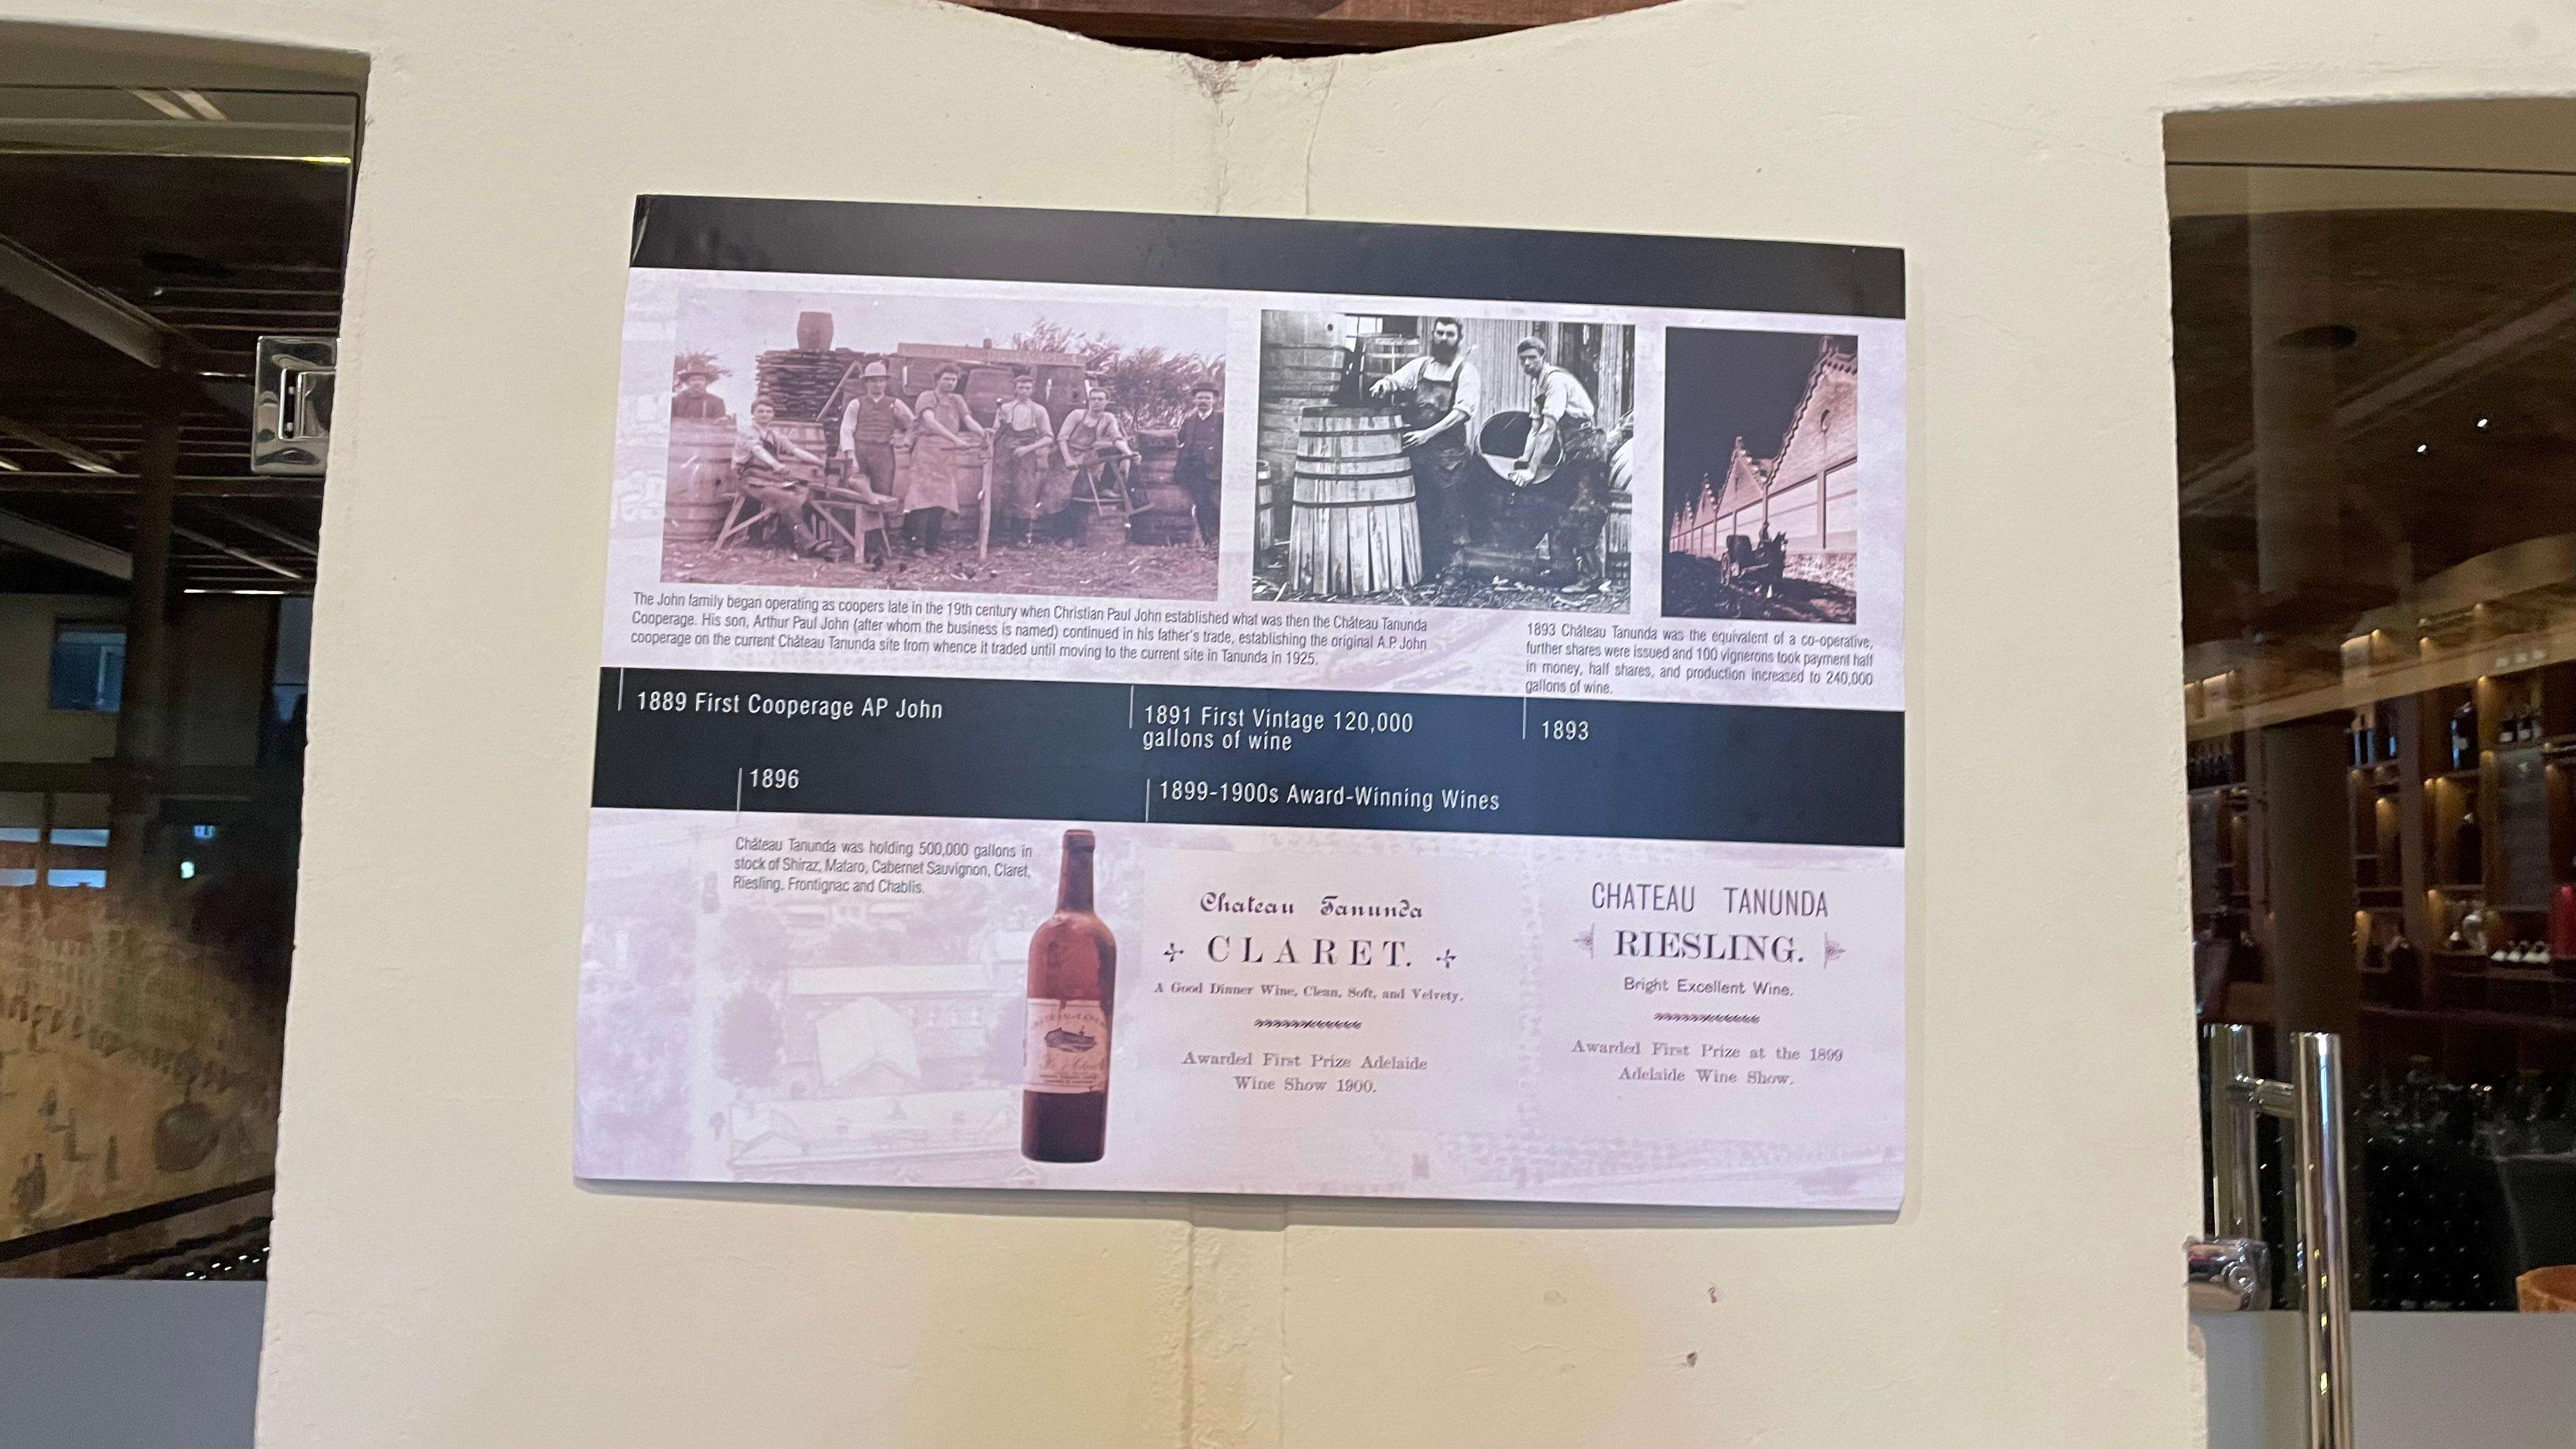 The John family began operating as coopers late in the 19th century when Christian Paul John established what was then the Château Tanunda
Cooperage. His son, Arthur Paul John (after whom the business is named) continued in his father's trade, establishing the original A.P. John
cooperage on the current Château Tanunda site from whence it traded until moving to the current site in Tanunda in 1925.
1893 Château Tanunda was the equivalent of a co-operative,
further shares were issued and 100 vignerons took payment half
in money, half shares, and production increased to 240,000
gallons of wine.
1889 First Cooperage AP John
1891 First Vintage 120,000
gallons of wine
1893
1896
1899-1900s Award-Winning Wines
Château Tanunda was holding 500,000 gallons in
stock of Shiraz, Mataro, Cabernet Sauvignon, Claret,
Riesling, Frontignac and Chablis.
Chateau Tanunda
CLARET.
A Good Dinner Wine, Clean, Soft, and Velvety.
Awarded First Prize Adelaide
Wine Show 1900.
CHATEAU TANUNDA
RIESLING.
Bright Excellent Wine.
Awarded First Prize at the 1899
Adelaide Wine Show.